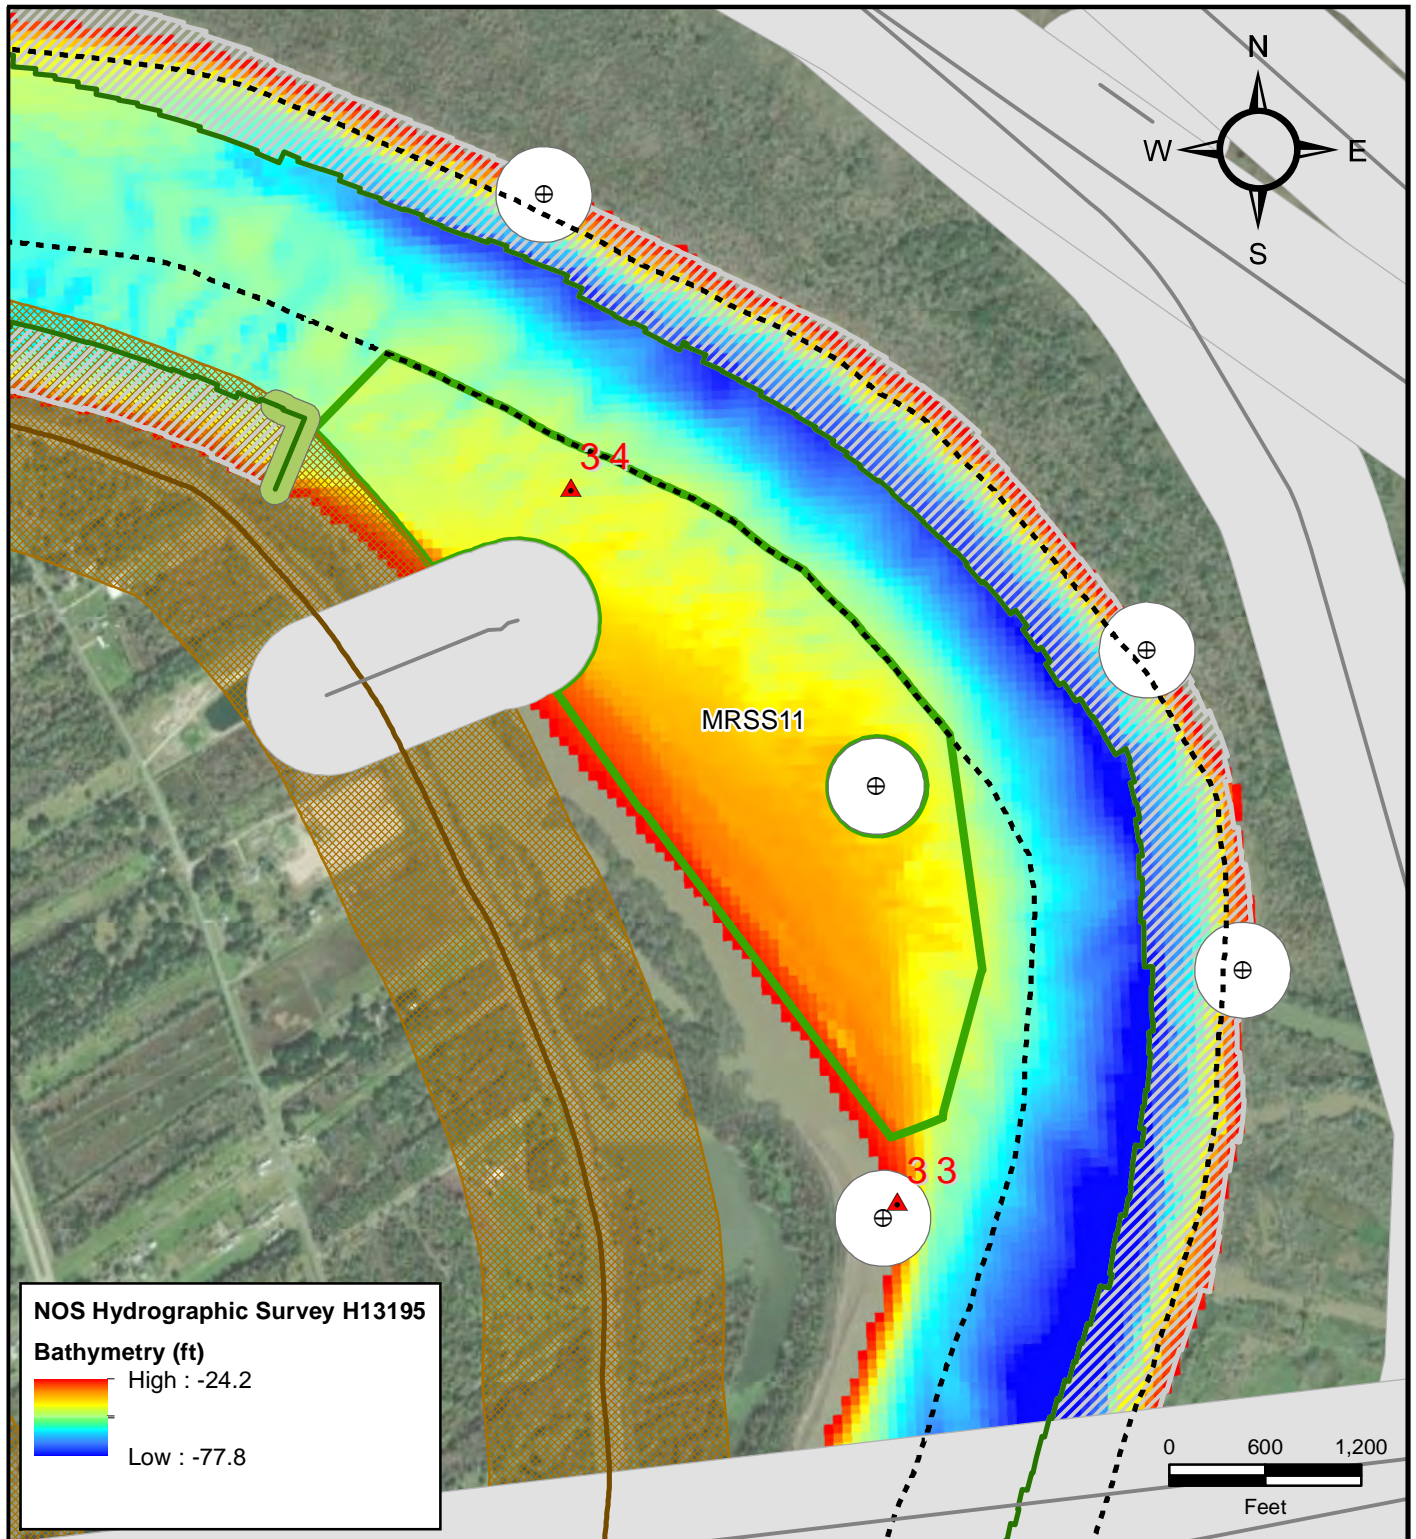 N
W E
S
34
MRSS11
33
NOS Hydrographic Survey H13195
Bathymetry (ft)
High : -24.2
Low : -77.8
0 600 1,200
Feet